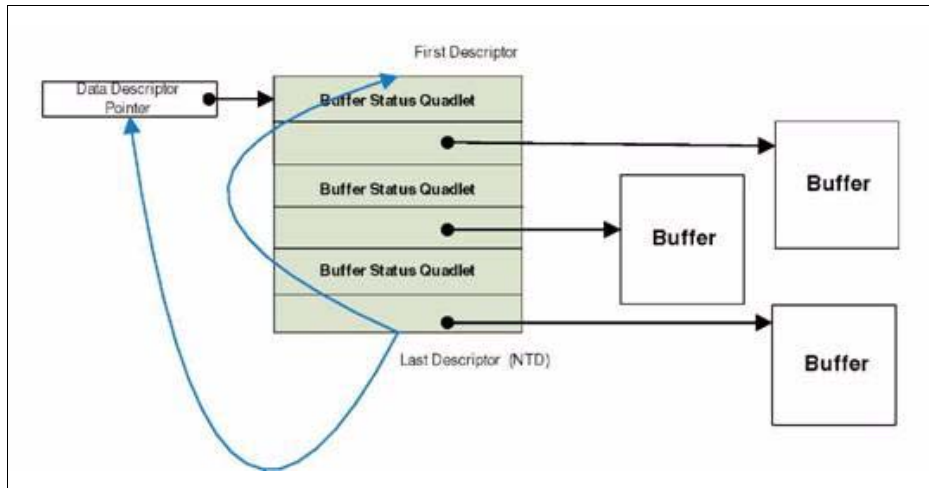 First Descriptor
Data Descriptor
Pointer
Buffer Status Quadlet
Buffer
Buffer Status Quadlet
Buffer
Buffer Status Quadlet
Last Descriptor (NTD)
Buffer